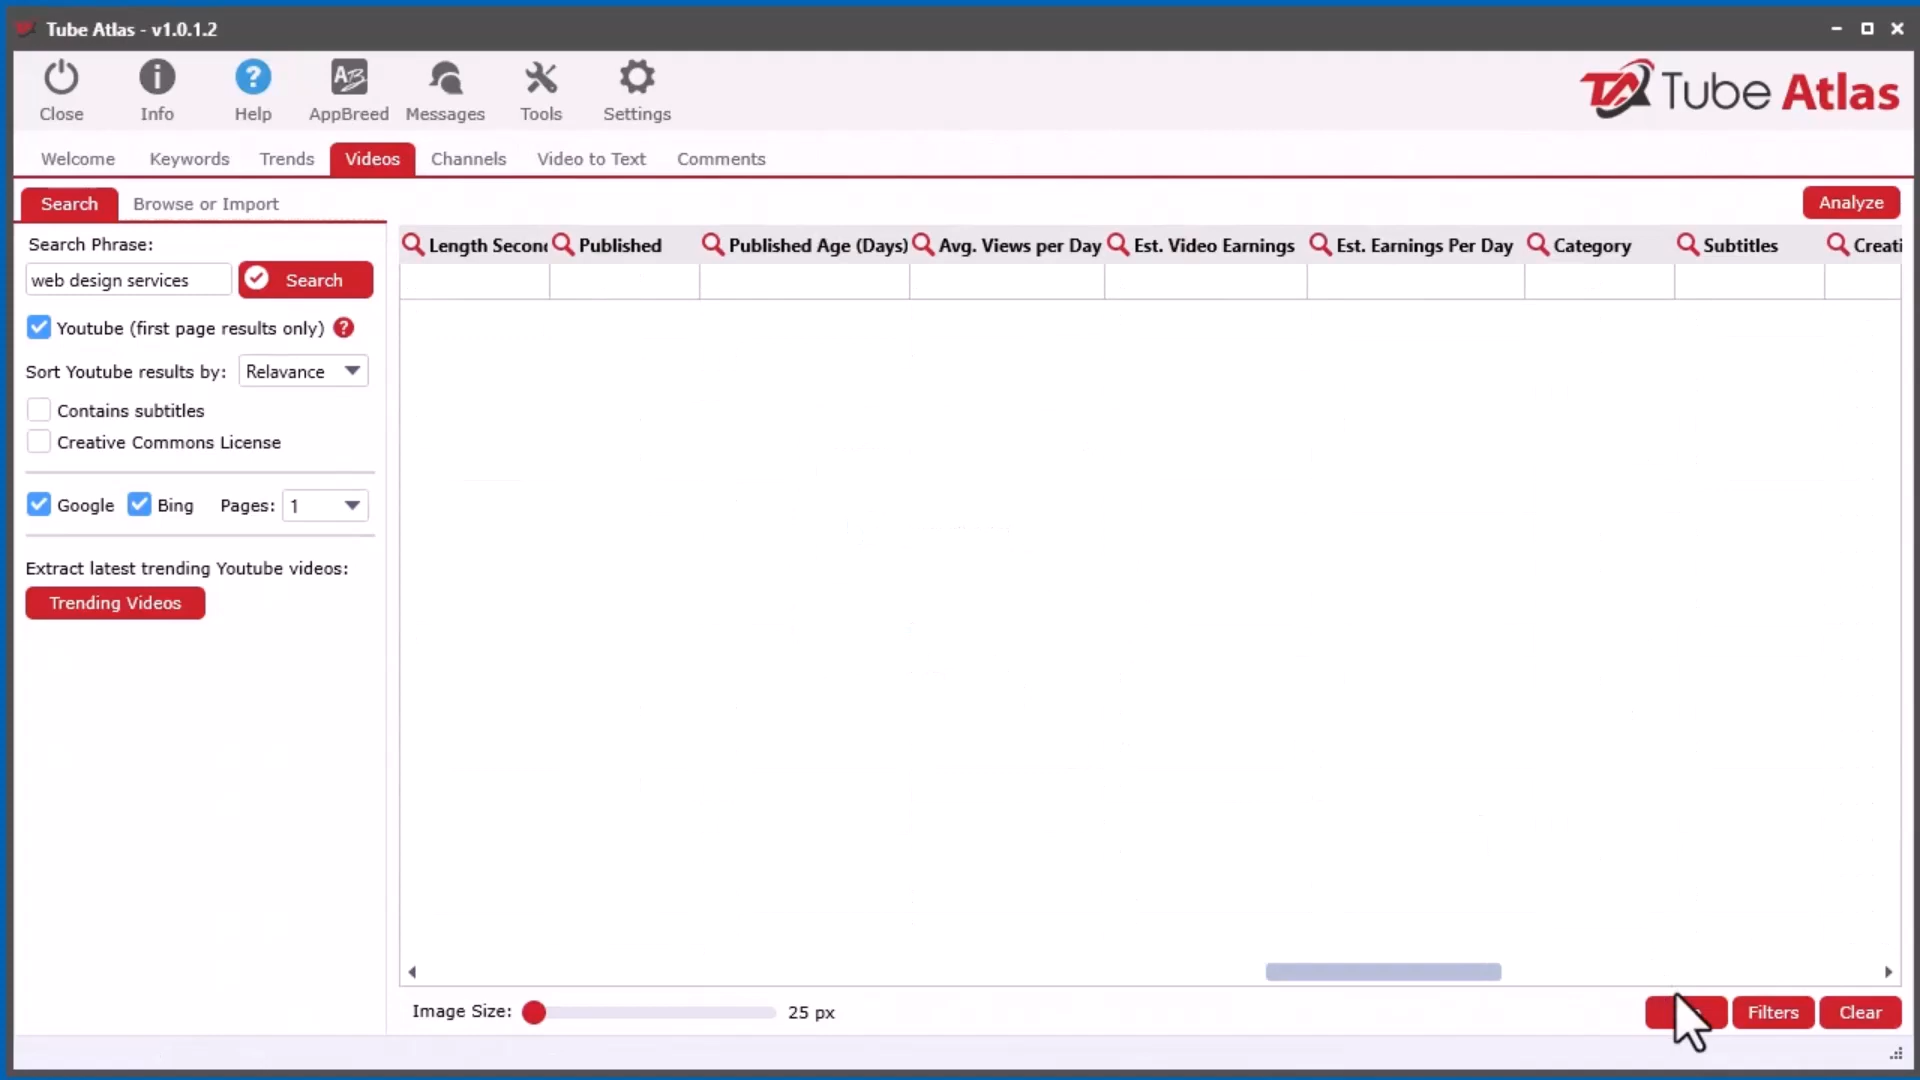 Tube Atlas - v1.0.1.2
Close Info Help AppBreed Messages Tools Settings
Tube Atlas
Welcome Keywords Trends Videos Channels Video to Text Comments
Search Browse or Import
Analyze
Search Phrase:
web design services Search
Youtube (first page results only) ?
Sort Youtube results by: Relavance
Contains subtitles
Creative Commons License
Google Bing Pages: 1
Extract latest trending Youtube videos:
Trending Videos
Length Secon Published Published Age (Days) Avg. Views per Day Est. Video Earnings Est. Earnings Per Day Category Subtitles Creati
Image Size: 25 px
Filters Clear